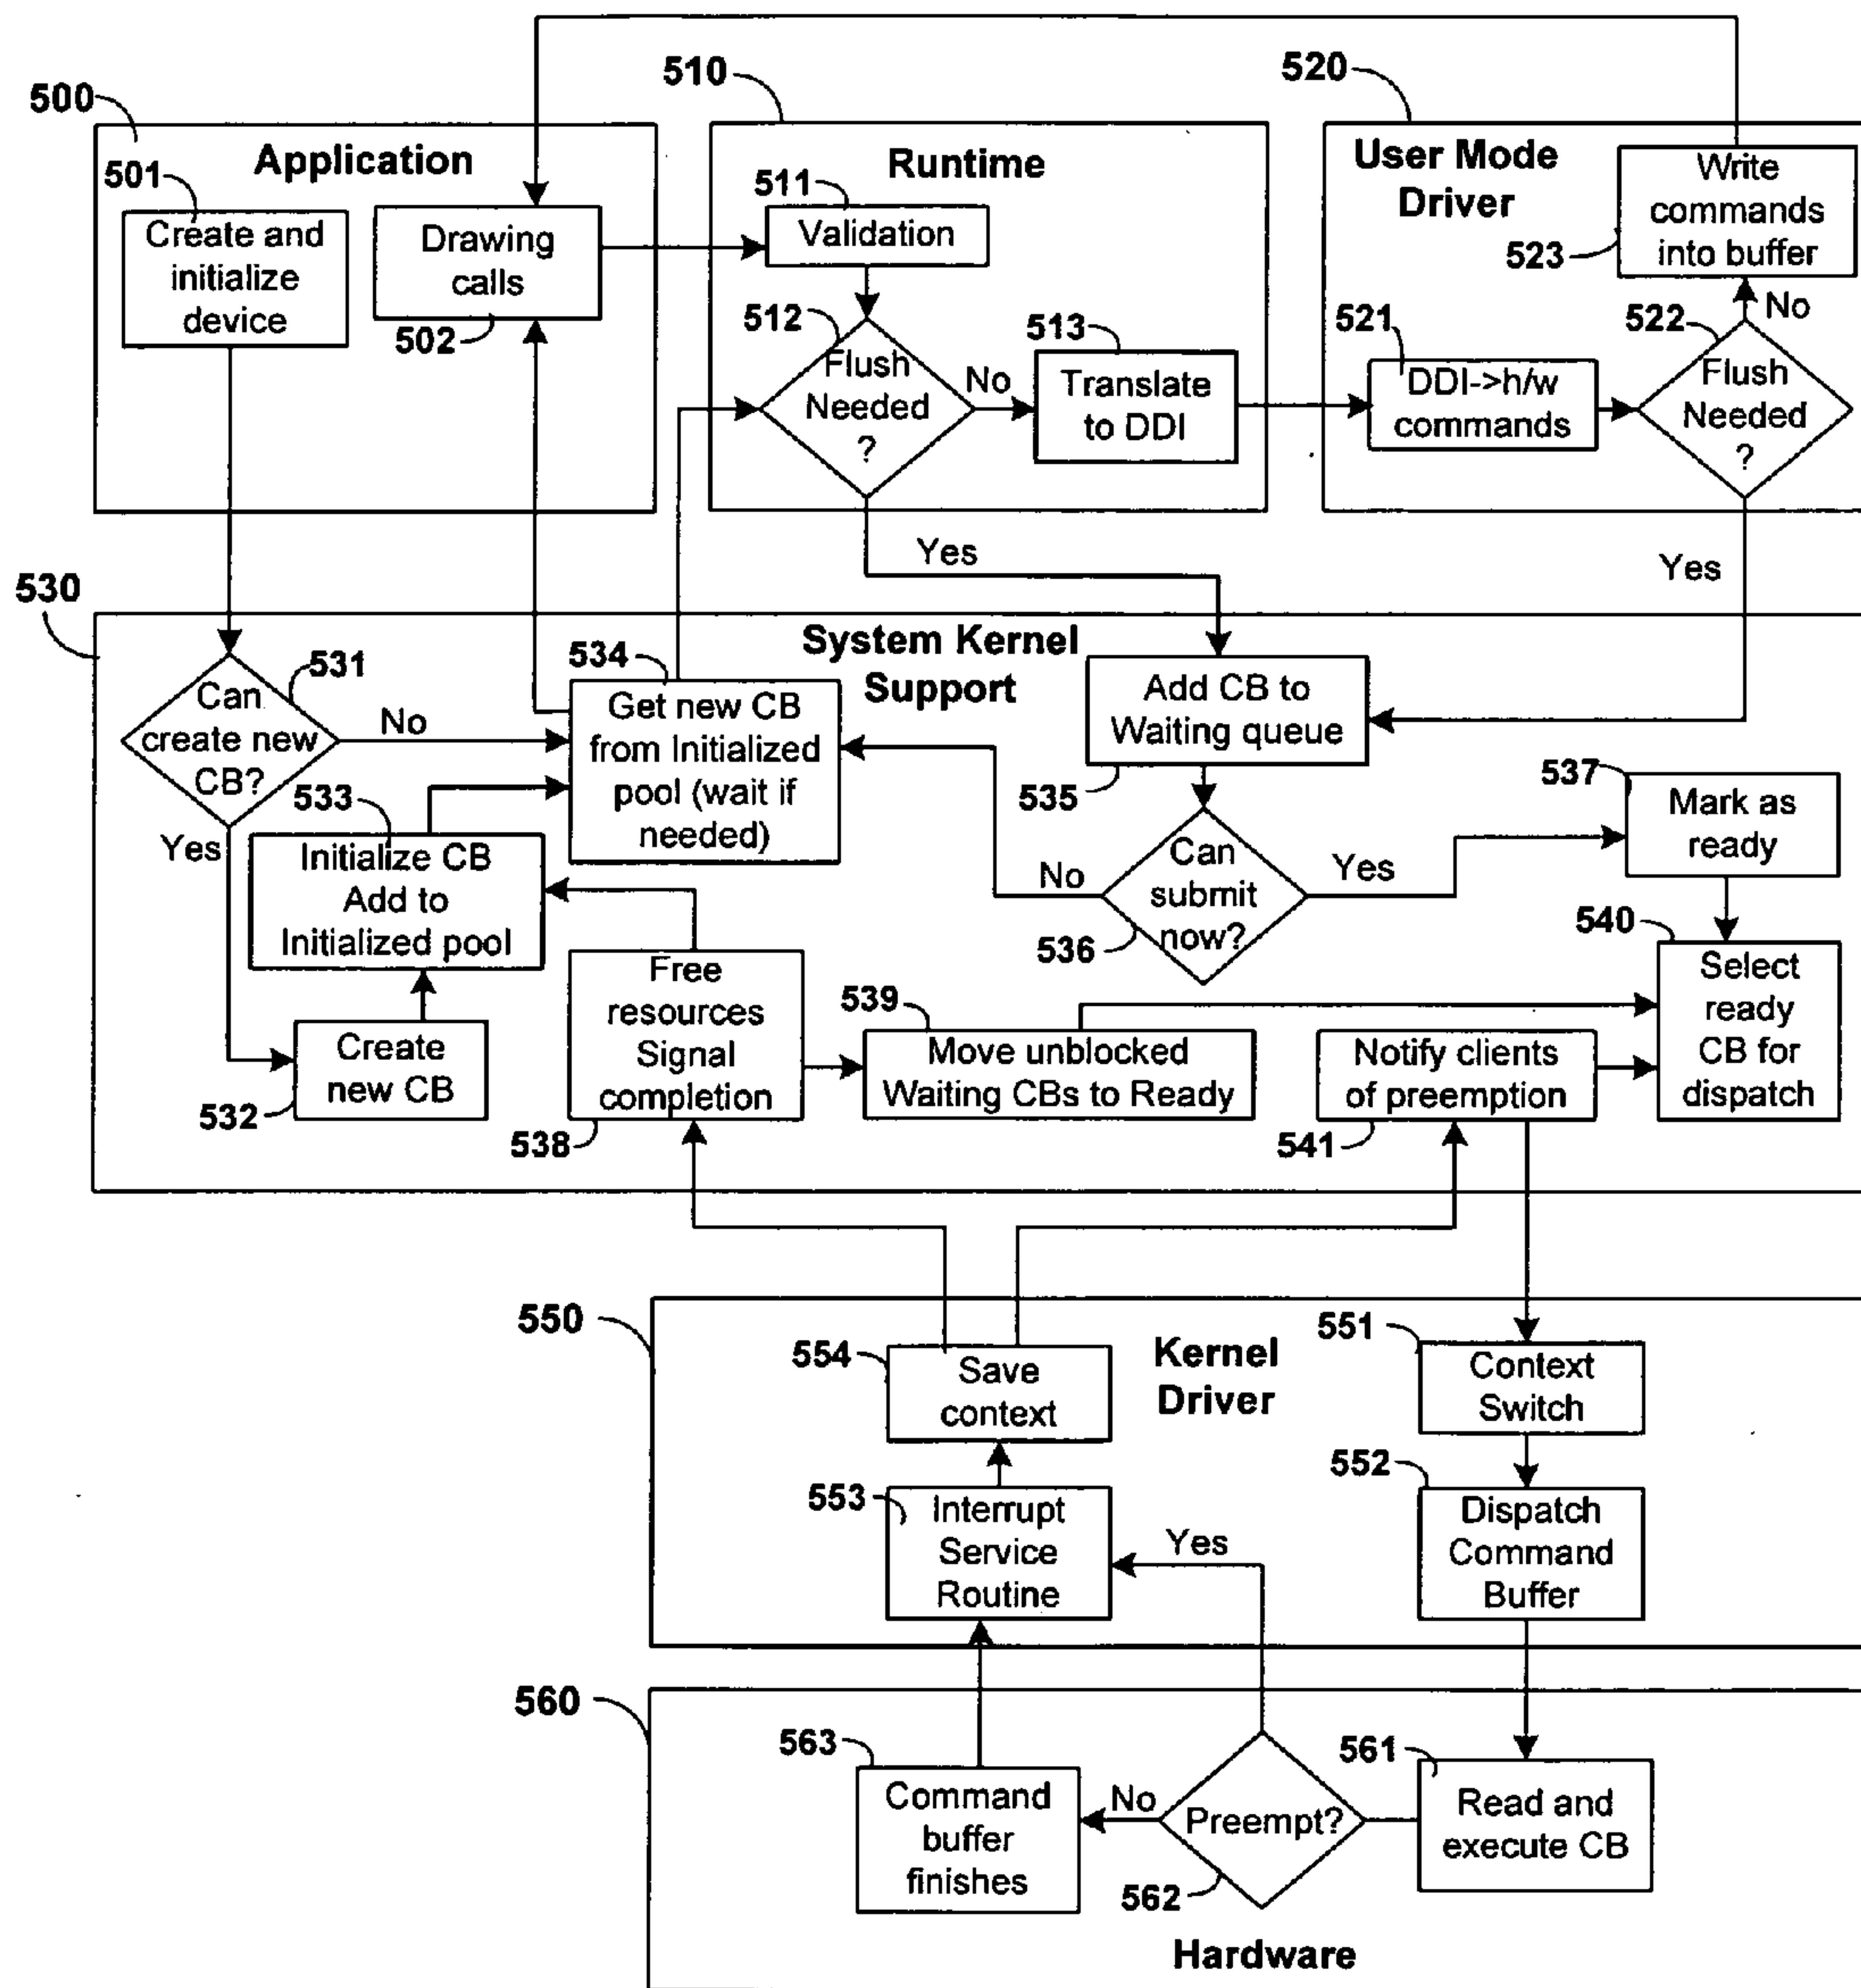 510
520
500
Application
501
Create and
initialize
device
Drawing
calls
502
Runtime
511
Validation
512
Flush
Needed
?
No
513
Translate
to DDI
User Mode
Driver
Write
commands
into buffer
523
No
521
DDI->h/w
commands
522
Flush
Needed
?
Yes
Yes
530
System Kernel
Support
531
Can
create new
CB?
No
Yes
534
Get new CB
from Initialized
pool (wait if
needed)
Add CB to
Waiting queue
535
533
Initialize CB
Add to
Initialized pool
Can
submit
now?
536
No
Yes
537
Mark as
ready
540
Select
ready
CB for
dispatch
Create
new CB
532
Free
resources
Signal
completion
538
539
Move unblocked
Waiting CBs to Ready
Notify clients
of preemption
541
550
Kernel
Driver
554
Save
context
551
Context
Switch
553
Interrupt
Service
Routine
Yes
552
Dispatch
Command
Buffer
560
563
Command
buffer
finishes
No
Preempt?
562
561
Read and
execute CB
Hardware